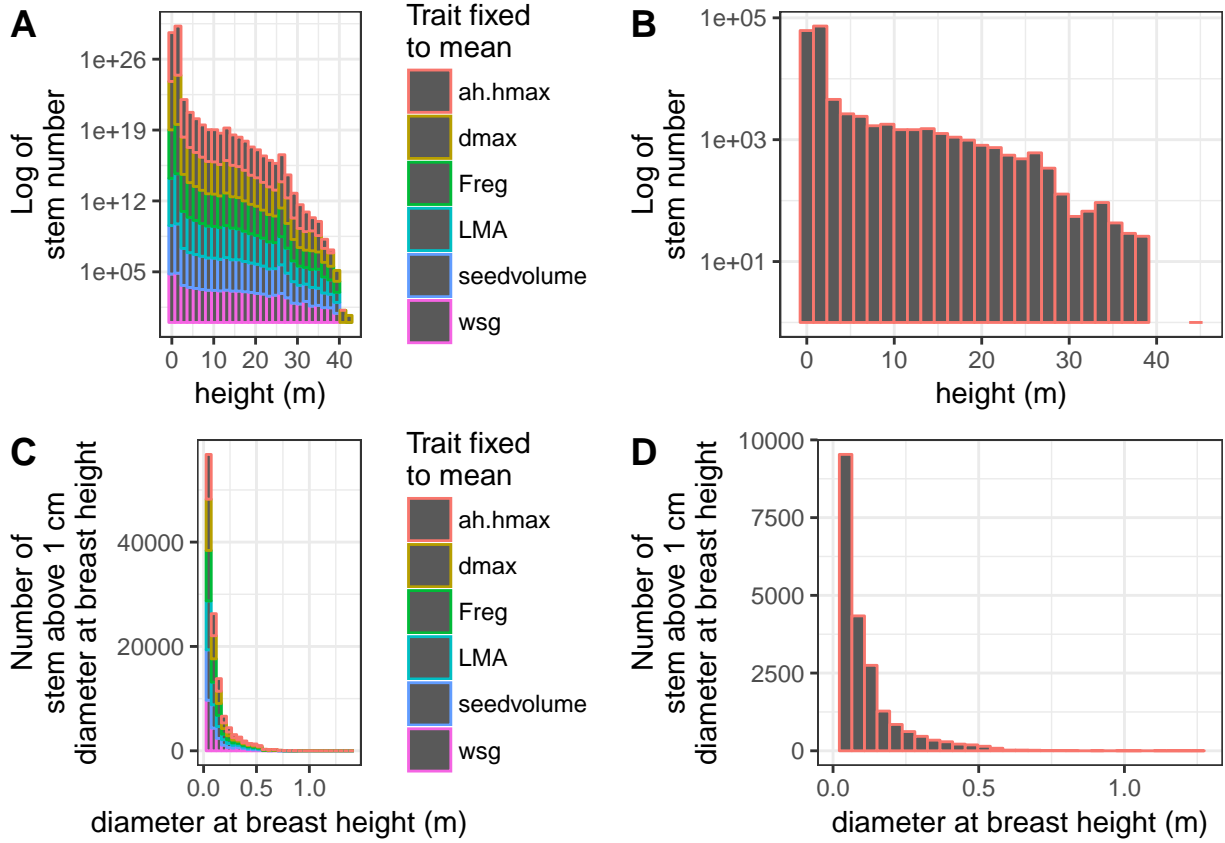 A
Log of
stem number
1e+26
1e+19
1e+12
1e+05
0 10 20 30 40
height (m)
Trait fixed
to mean
ah.hmax
dmax
Freg
LMA
seedvolume
wsg
B
Log of
stem number
1e+05
1e+03
1e+01
0 10 20 30 40
height (m)
C
Number of
stem above 1 cm
diameter at breast height
40000
20000
0
0.0 0.5 1.0
diameter at breast height (m)
Trait fixed
to mean
ah.hmax
dmax
Freg
LMA
seedvolume
wsg
D
Number of
stem above 1 cm
diameter at breast height
10000
7500
5000
2500
0
0.0 0.5 1.0
diameter at breast height (m)